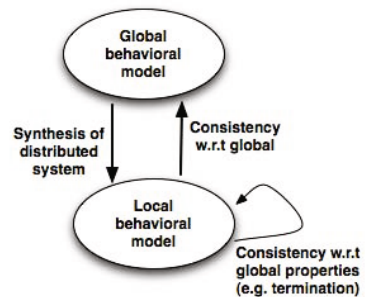 Global
behavioral
model
Synthesis of
distributed
system
Consistency
w.r.t global
Local
behavioral
model
Consistency w.r.t
global properties
(e.g. termination)